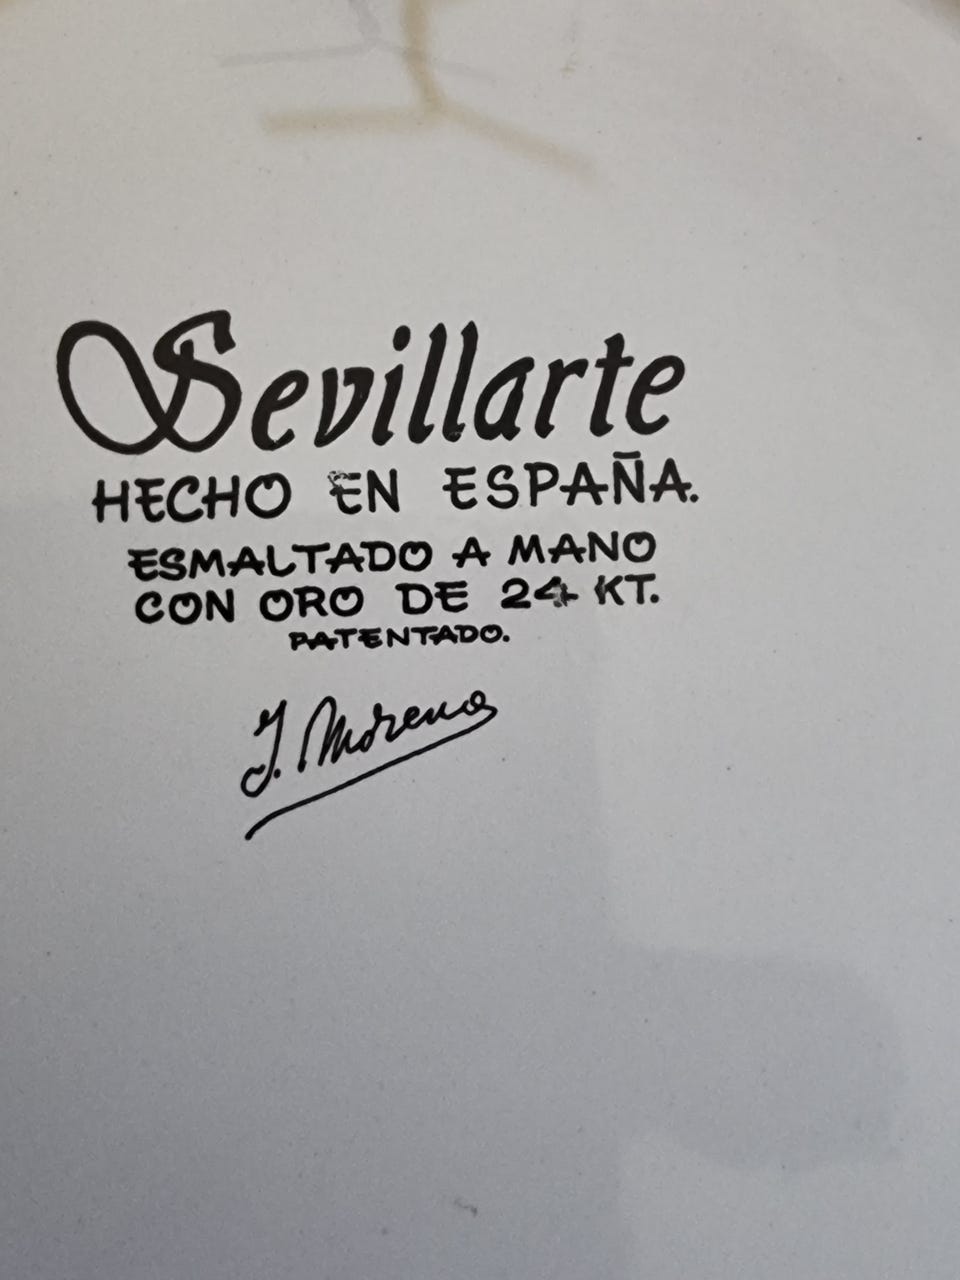 Sevillarte
HECHO EN ESPAÑA.
ESMALTADO A MANO
CON ORO DE 24 KT.
PATENTADO.
J. Moreno